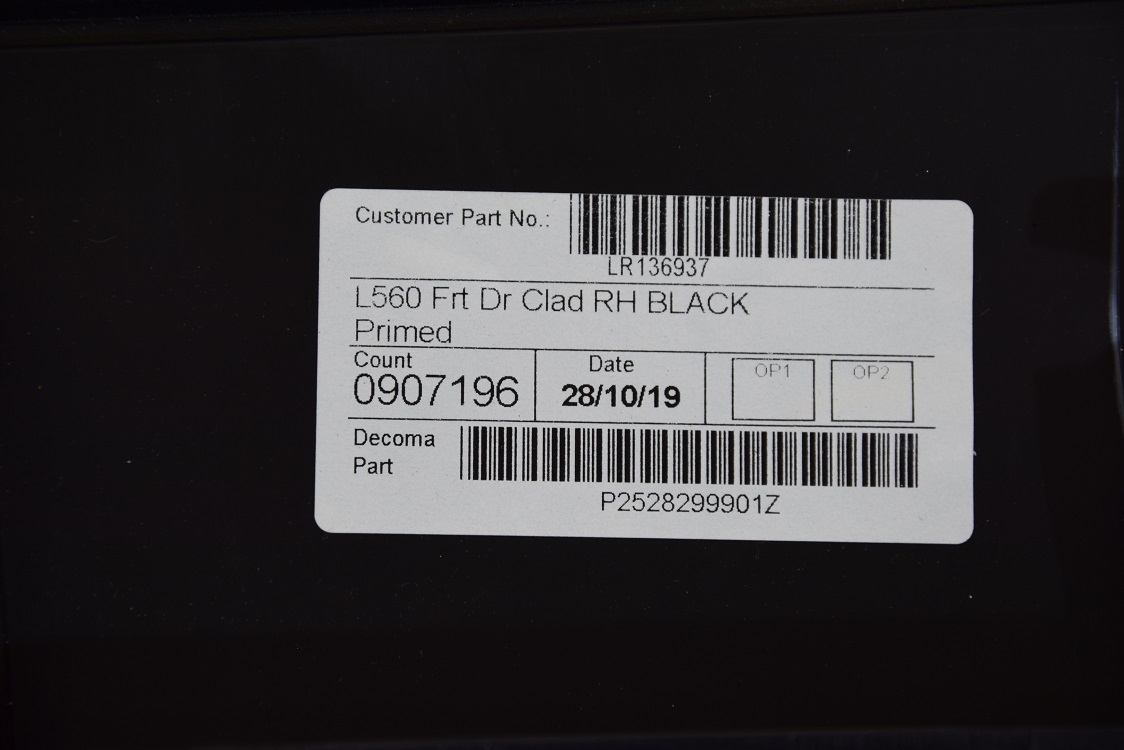 Customer Part No.:
LR136937
L560 Frt Dr Clad RH BLACK
Primed
Count
0907196
Date
28/10/19
OP1
OP2
Decoma
Part
P2528299901Z